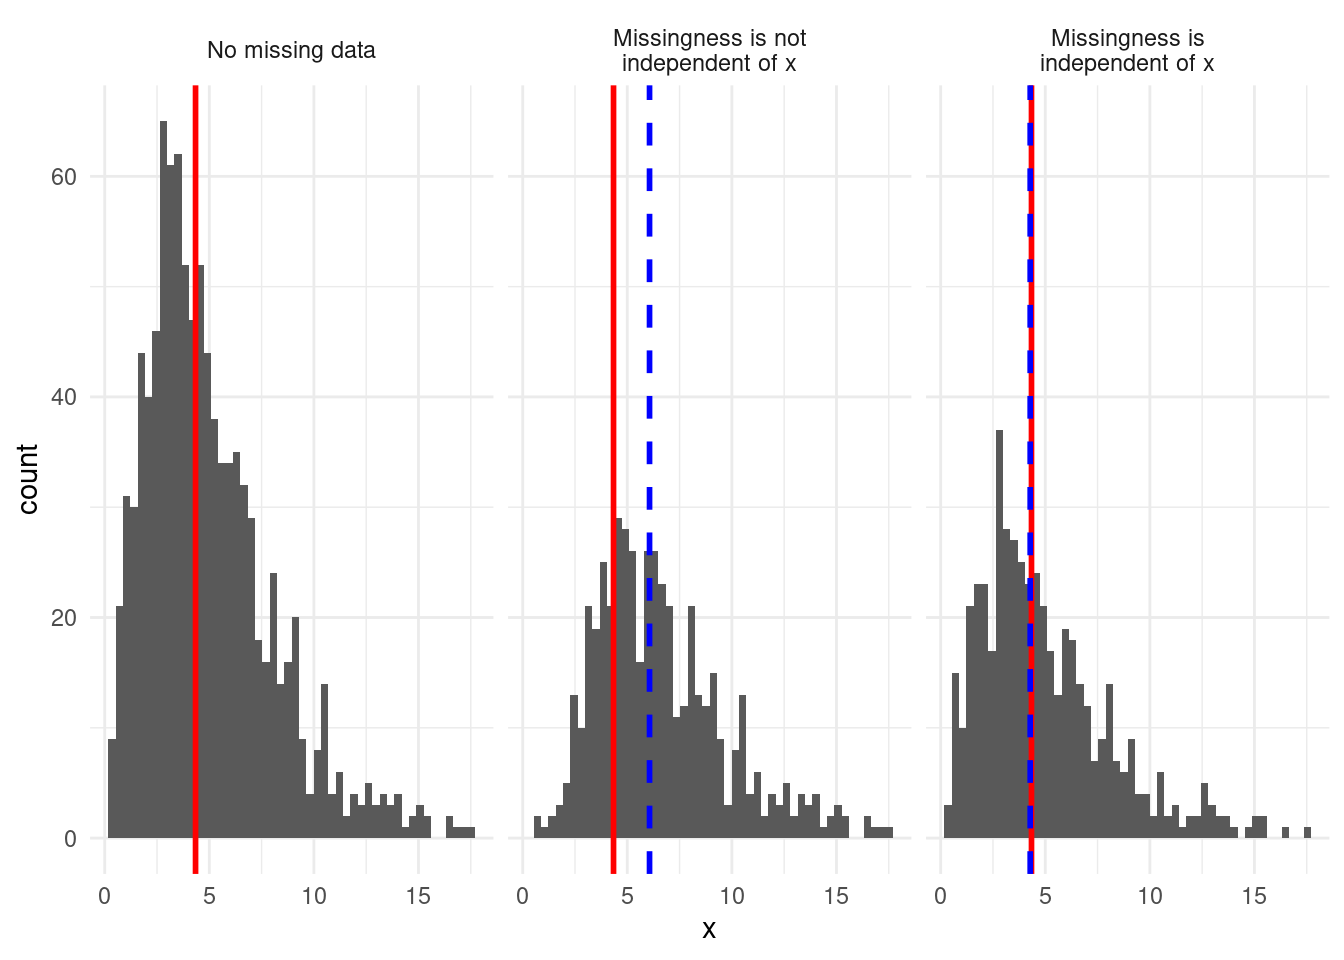 No missing data
Missingness is not
independent of x
Missingness is
independent of x
count
60
40
20
0
0 5 10 15
0 5 10 15
0 5 10 15
x